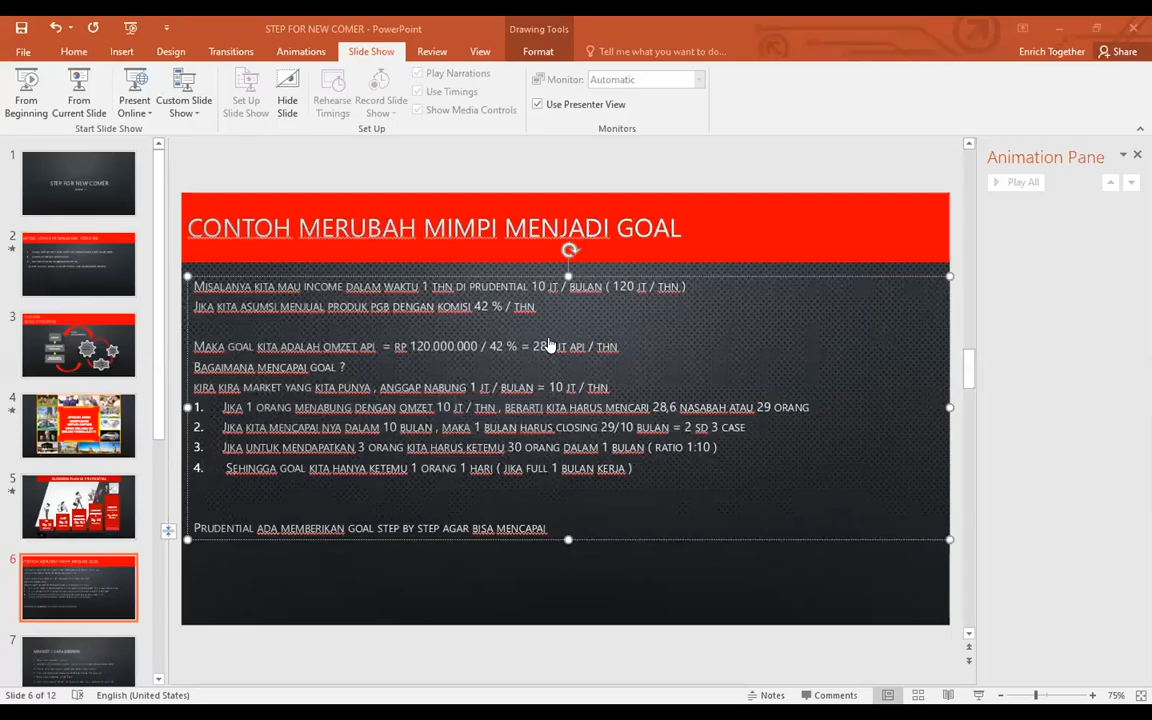 STEP FOR NEW COMER - PowerPoint
Drawing Tools
File Home Insert Design Transitions Animations Slide Show Review View Format Tell me what you want to do... Enrich Together Share
From Beginning
From Current Slide
Present Online
Custom Slide Show
Set Up Slide Show
Hide Slide
Rehearse Timings
Record Slide Show
Play Narrations
Use Timings
Show Media Controls
Monitor: Automatic
Use Presenter View
Start Slide Show
Set Up
Monitors
1
STEP FOR NEW COMER
2
3
4
5
6
7
CONTOH MERUBAH MIMPI MENJADI GOAL
MISALANYA KITA MAU INCOME DALAM WAKTU 1 THN DI PRUDENTIAL 10 JT / BULAN ( 120 JT / THN )
JIKA KITA ASUMSI MENJUAL PRODUK PGB DENGAN KOMISI 42 % / THN
MAKA GOAL KITA ADALAH OMZET API = RP 120.000.000 / 42 % = 28 JT API / THN
BAGAIMANA MENCAPAI GOAL ?
KIRA KIRA MARKET YANG KITA PUNYA , ANGGAP NABUNG 1 JT / BULAN = 10 JT / THN
1. JIKA 1 ORANG MENABUNG DENGAN OMZET 10 JT / THN , BERARTI KITA HARUS MENCARI 28,6 NASABAH ATAU 29 ORANG
2. JIKA KITA MENCAPAI NYA DALAM 10 BULAN , MAKA 1 BULAN HARUS CLOSING 29/10 BULAN = 2 SD 3 CASE
3. JIKA UNTUK MENDAPATKAN 3 ORANG KITA HARUS KETEMU 30 ORANG DALAM 1 BULAN ( RATIO 1:10 )
4. SEHINGGA GOAL KITA HANYA KETEMU 1 ORANG 1 HARI ( JIKA FULL 1 BULAN KERJA )
PRUDENTIAL ADA MEMBERIKAN GOAL STEP BY STEP AGAR BISA MENCAPAI
Animation Pane
Play All
Slide 6 of 12
English (United States)
Notes
Comments
75%